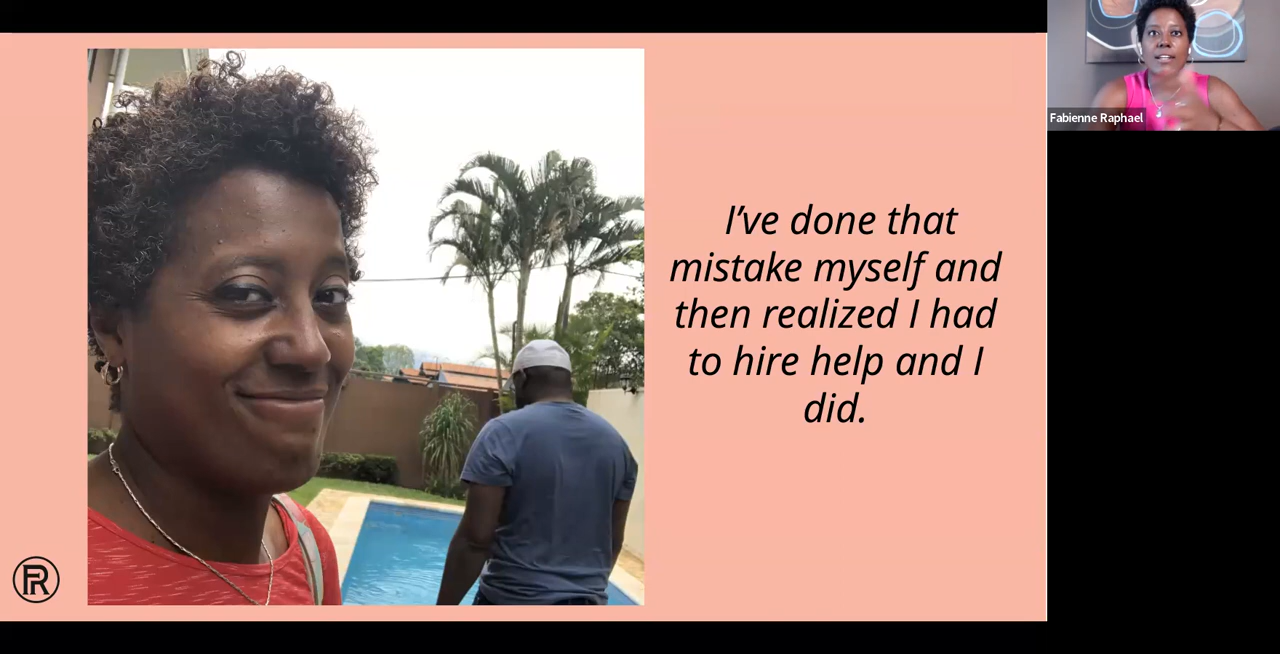 Fabienne Raphael
I’ve done that
mistake myself and
then realized I had
to hire help and I
did.